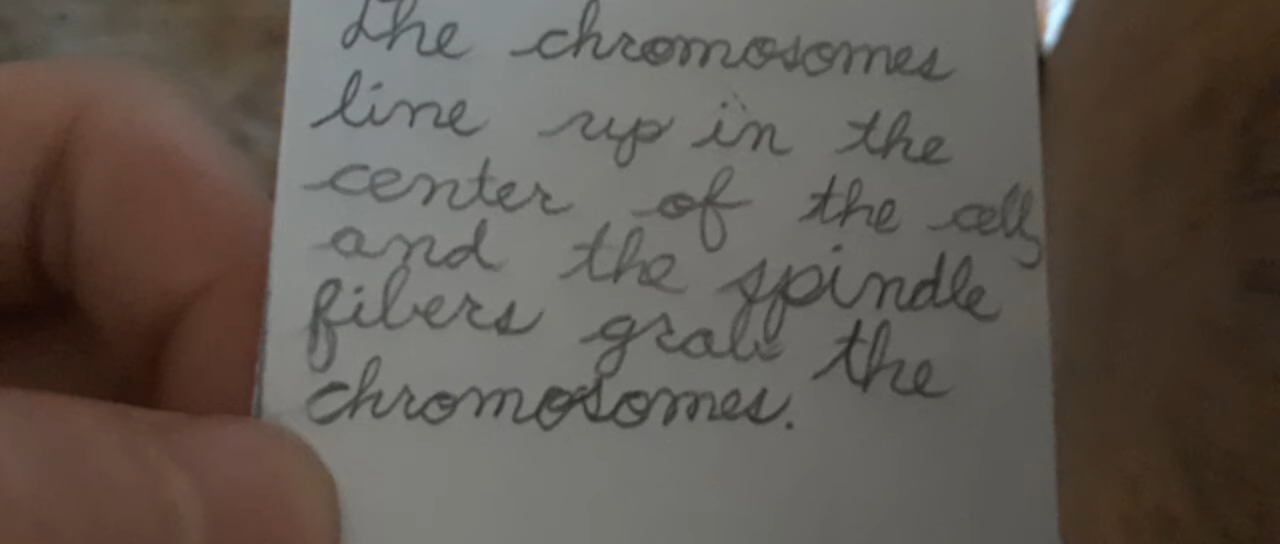 The chromosomes
line up in the
center of the cell,
and the spindle
fibers grab the
chromosomes.